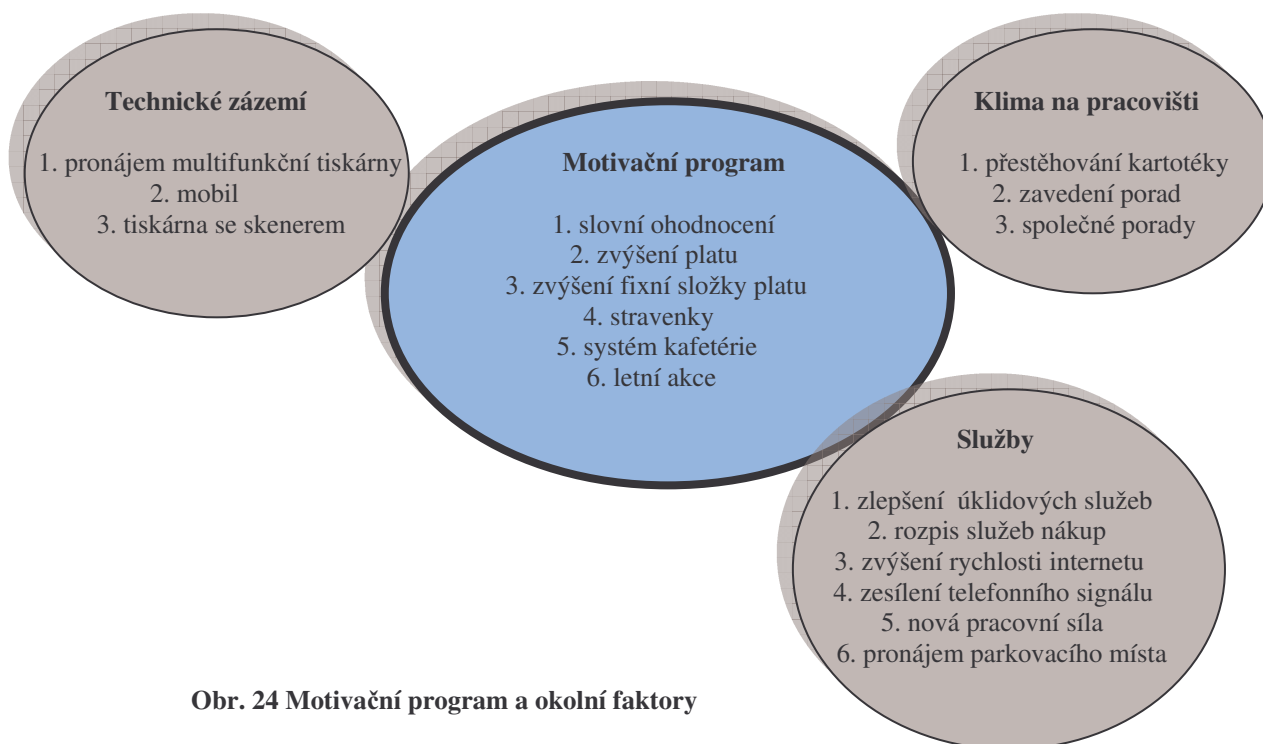 Technické zázemí
1. pronájem multifunkční tiskárny
2. mobil
3. tiskárna se skenerem
Motivační program
1. slovní ohodnocení
2. zvýšení platu
3. zvýšení fixní složky platu
4. stravenky
5. systém kafetérie
6. letní akce
Klima na pracovišti
1. přestěhování kartotéky
2. zavedení porad
3. společné porady
Služby
1. zlepšení úklidových služeb
2. rozpis služeb nákup
3. zvýšení rychlosti internetu
4. zesílení telefonního signálu
5. nová pracovní síla
6. pronájem parkovacího místa
Obr. 24 Motivační program a okolní faktory